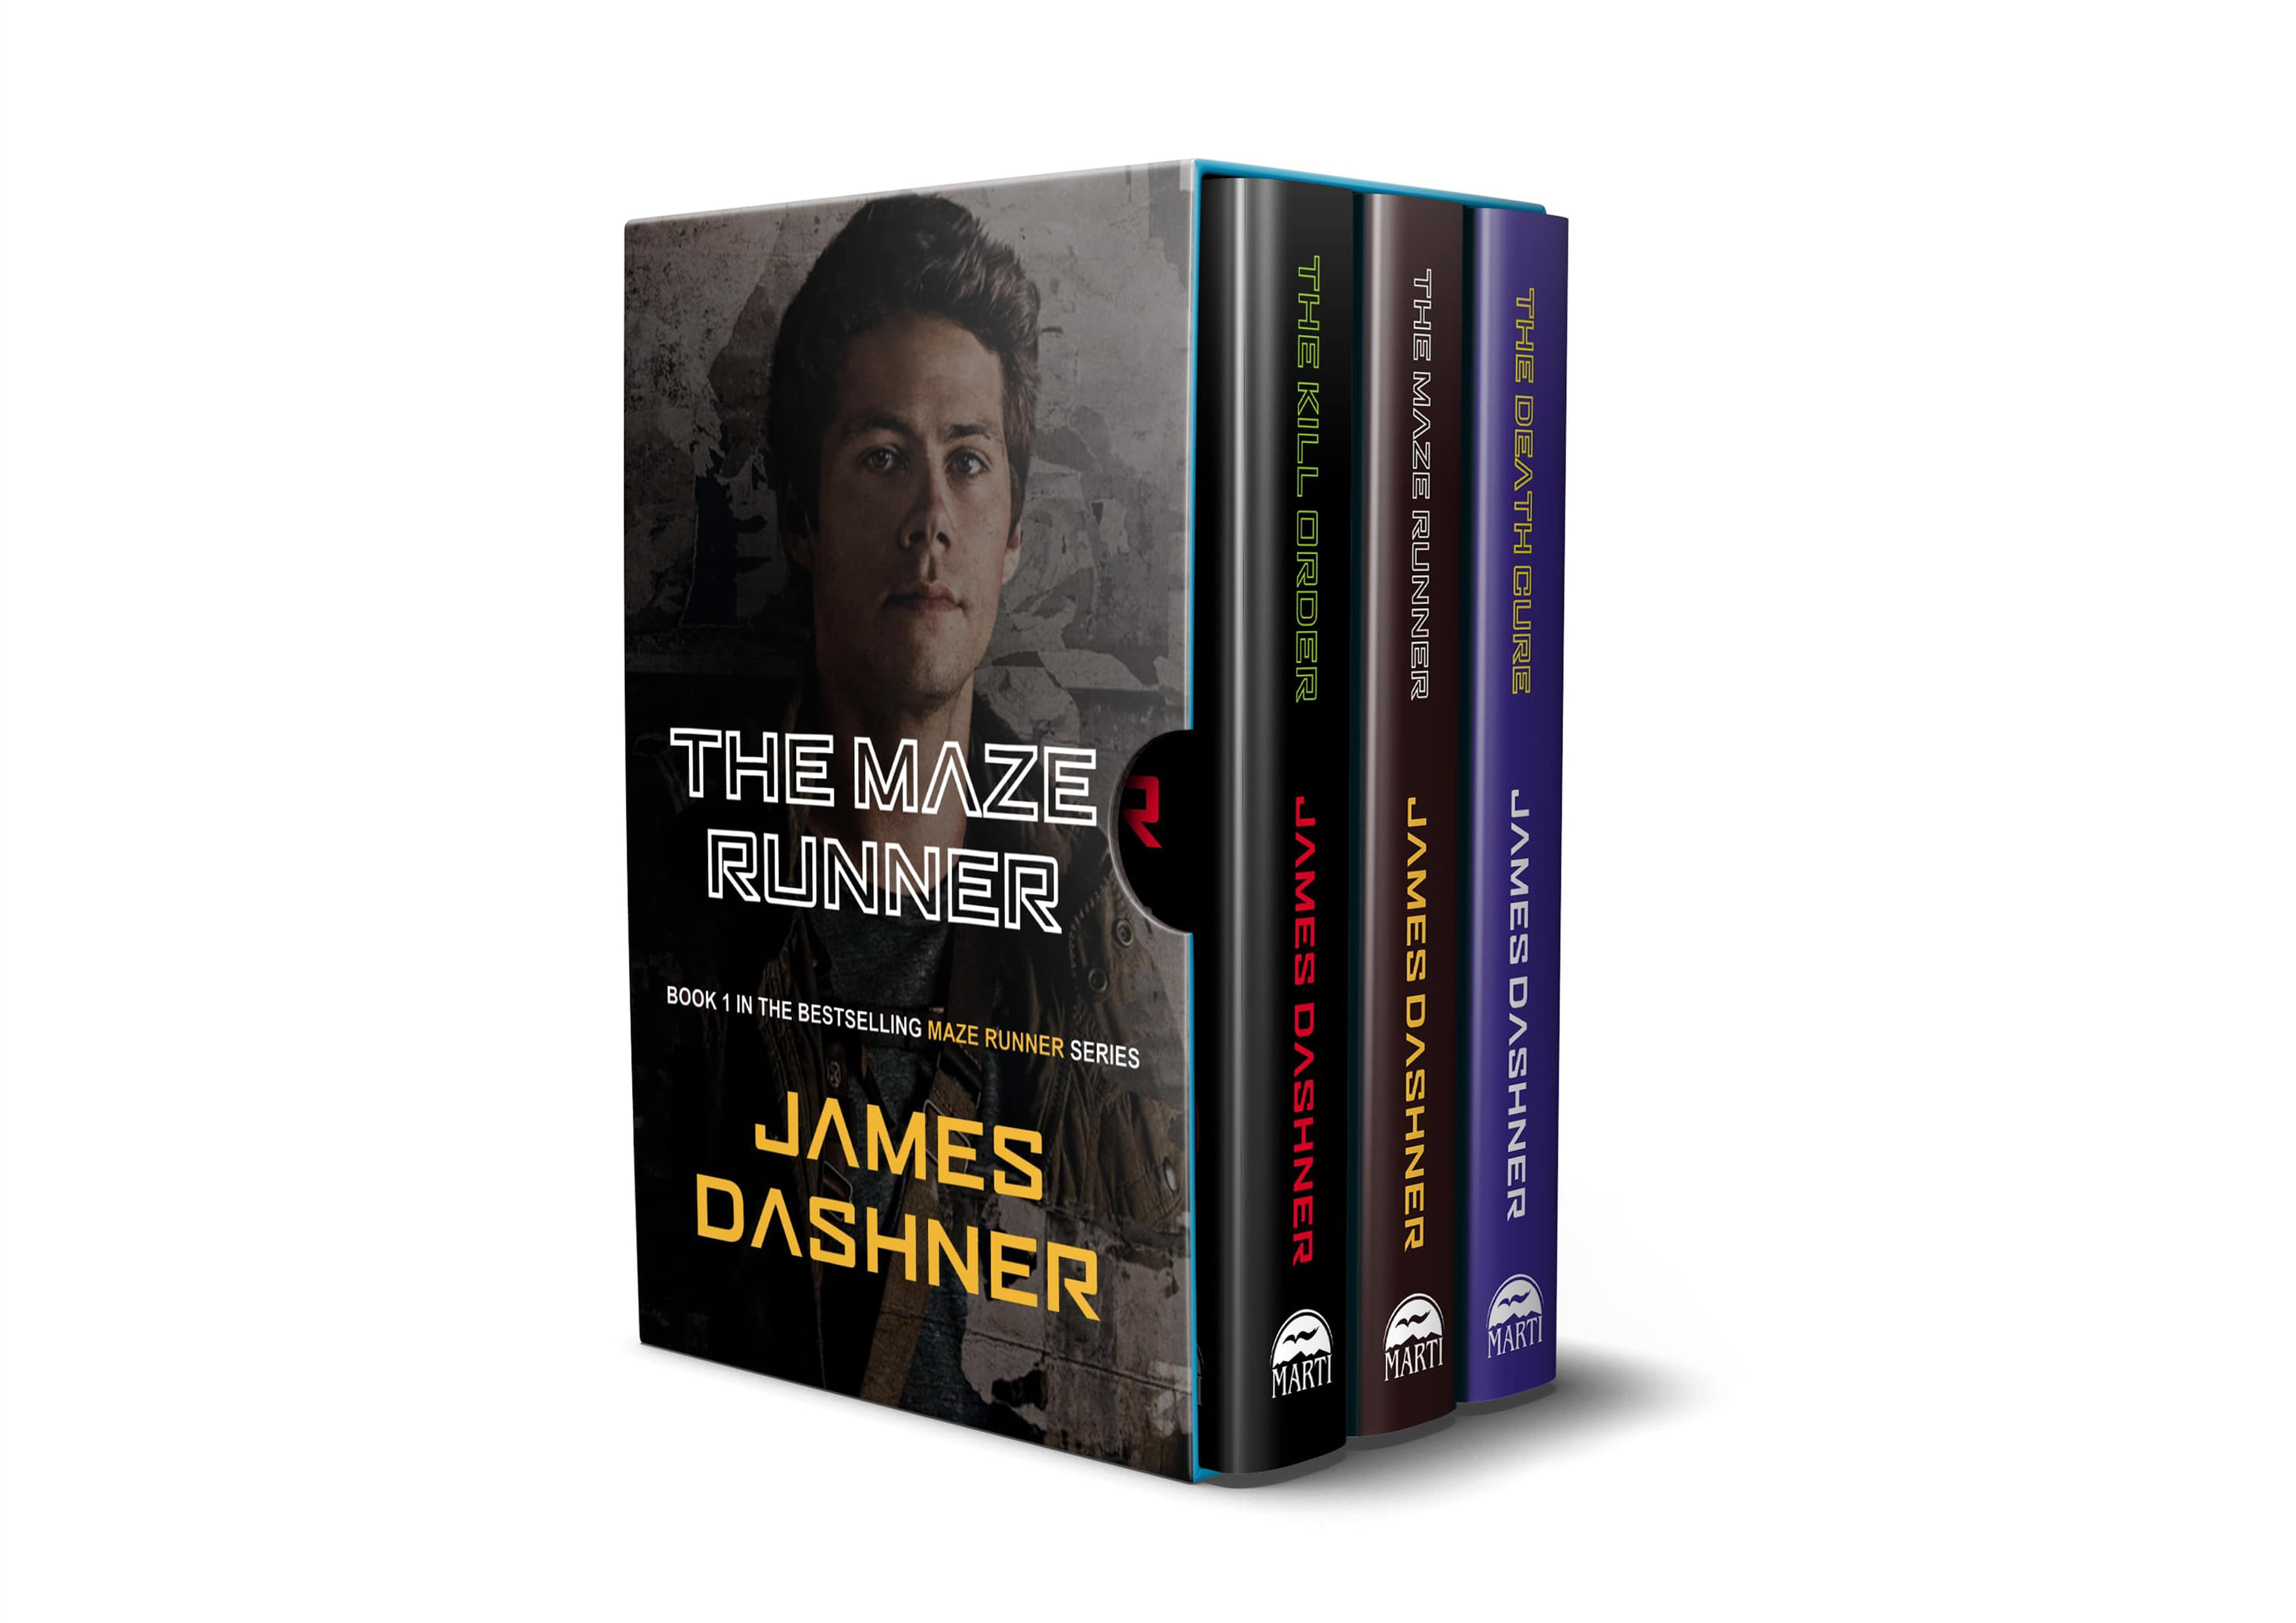 THE MAZE
RUNNER
BOOK 1 IN THE BESTSELLING MAZE RUNNER SERIES
JAMES
DASHNER
R
THE KILL ORDER
JAMES DASHNER
MARTI
THE MAZE RUNNER
JAMES DASHNER
MARTI
THE DEATH CURE
JAMES DASHNER
MARTI